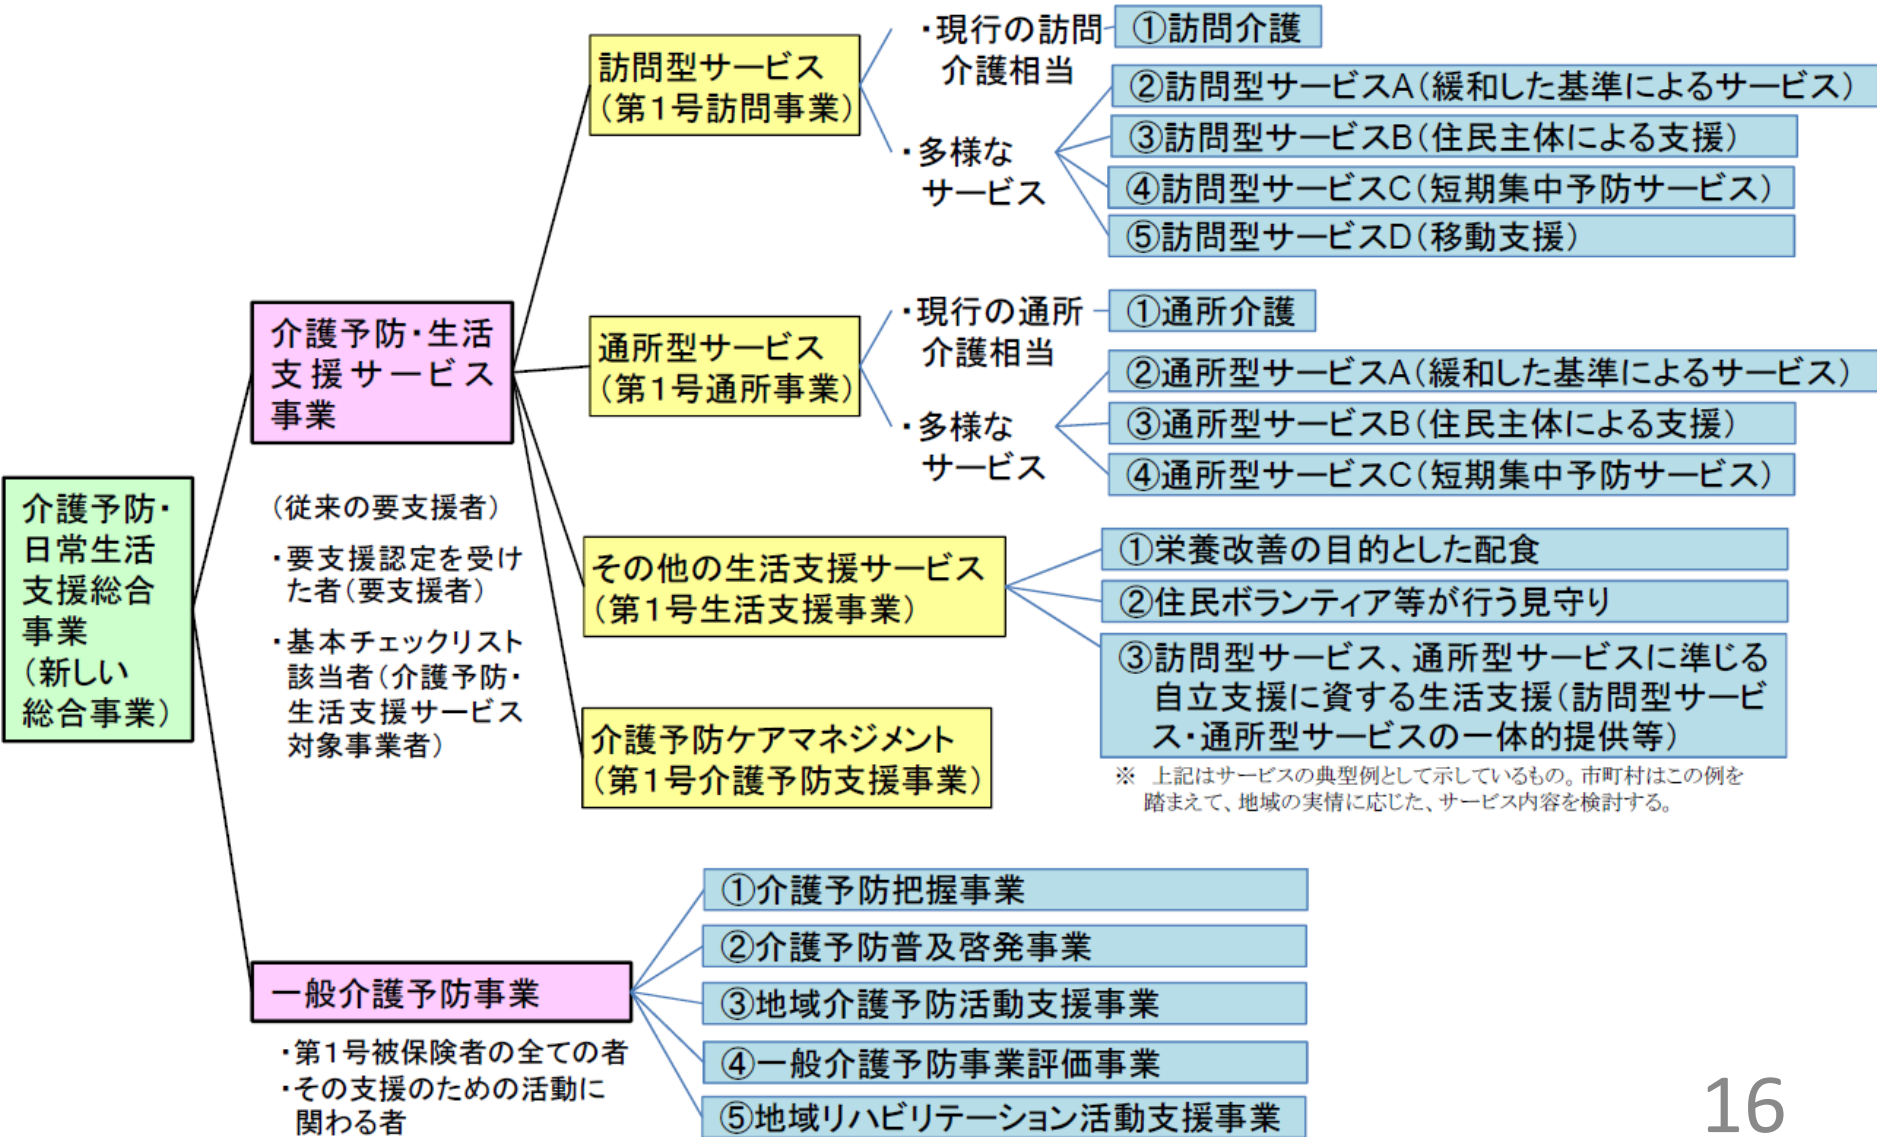 介護予防・
日常生活
支援総合
事業
（新しい
総合事業）
介護予防・生活
支援サービス
事業
（従来の要支援者）
・要支援認定を受け
た者（要支援者）
・基本チェックリスト
該当者（介護予防・
生活支援サービス
対象事業者）
訪問型サービス
（第１号訪問事業）
・現行の訪問
介護相当
①訪問介護
・多様な
サービス
②訪問型サービスＡ（緩和した基準によるサービス）
③訪問型サービスＢ（住民主体による支援）
④訪問型サービスＣ（短期集中予防サービス）
⑤訪問型サービスＤ（移動支援）
通所型サービス
（第１号通所事業）
・現行の通所
介護相当
①通所介護
・多様な
サービス
②通所型サービスＡ（緩和した基準によるサービス）
③通所型サービスＢ（住民主体による支援）
④通所型サービスＣ（短期集中予防サービス）
その他の生活支援サービス
（第１号生活支援事業）
①栄養改善の目的とした配食
②住民ボランティア等が行う見守り
③訪問型サービス、通所型サービスに準じる
自立支援に資する生活支援（訪問型サービ
ス・通所型サービスの一体的提供等）
※　上記はサービスの典型例として示しているもの。市町村はこの例を
踏まえて、地域の実情に応じた、サービス内容を検討する。
介護予防ケアマネジメント
（第１号介護予防支援事業）
一般介護予防事業
・第１号被保険者の全ての者
・その支援のための活動に
関わる者
①介護予防把握事業
②介護予防普及啓発事業
③地域介護予防活動支援事業
④一般介護予防事業評価事業
⑤地域リハビリテーション活動支援事業
16